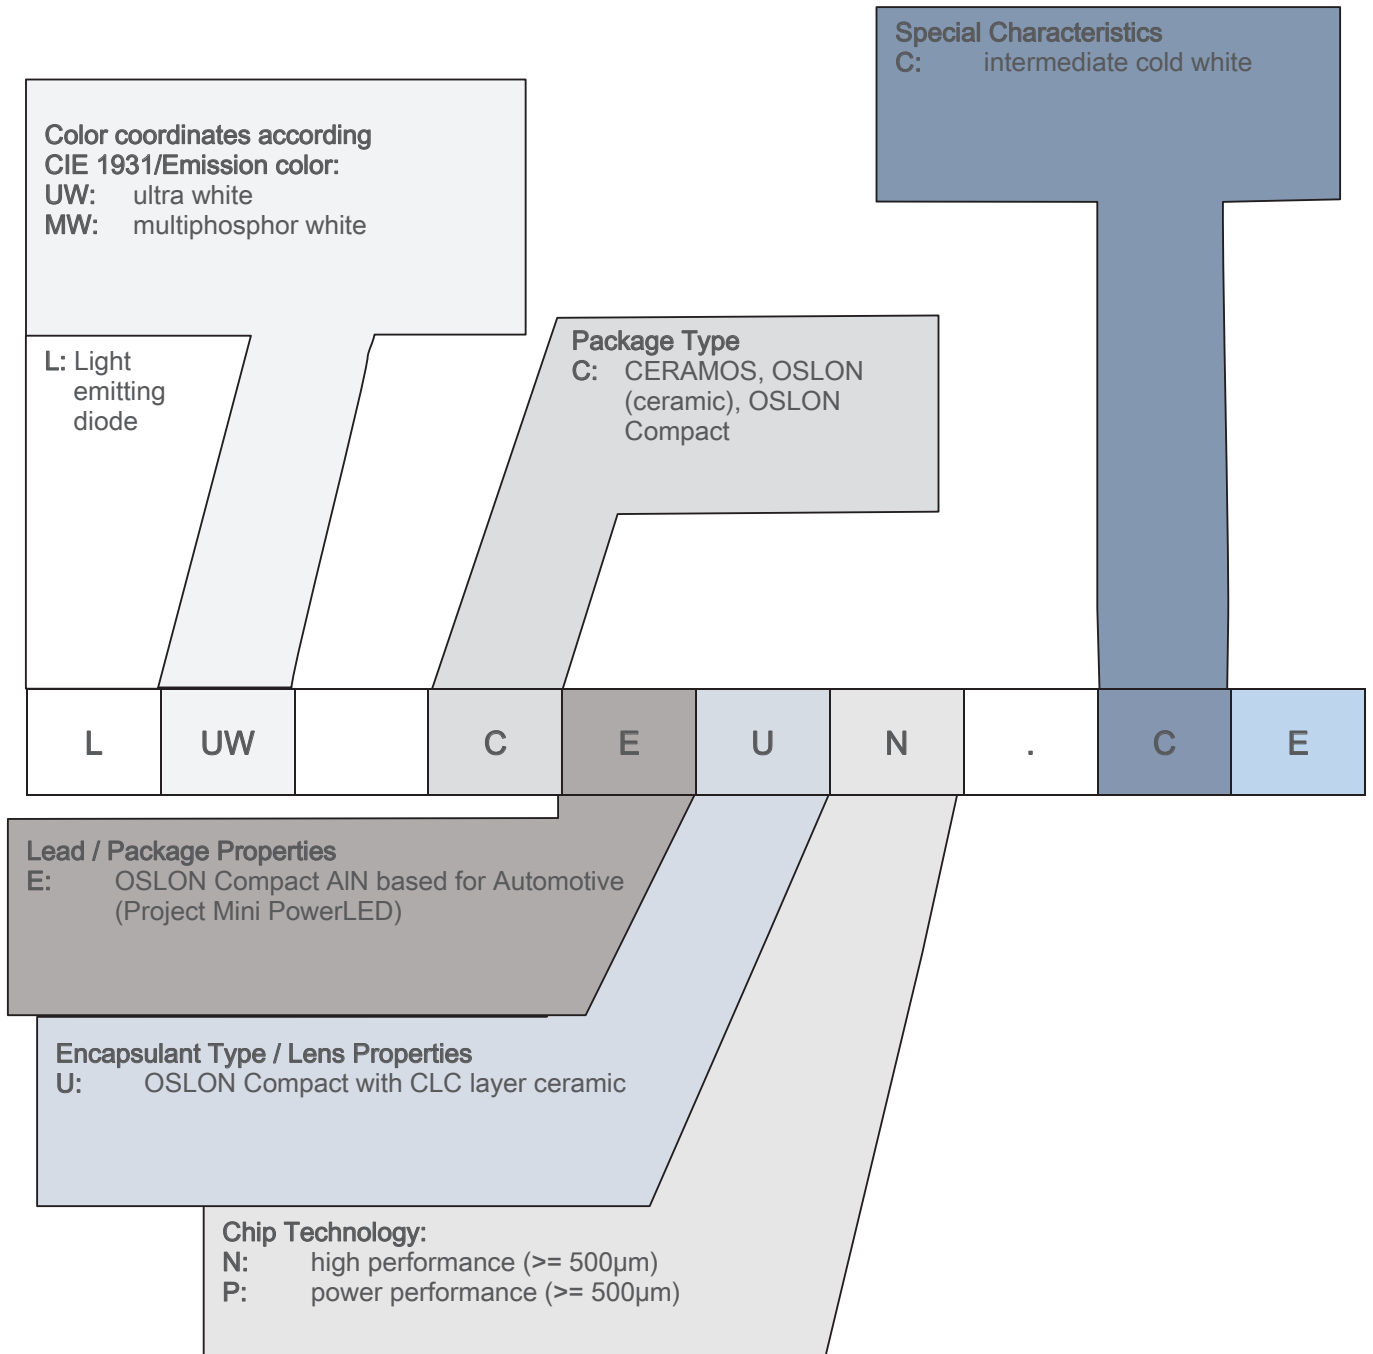 Special Characteristics
C: intermediate cold white
Color coordinates according
CIE 1931/Emission color:
UW: ultra white
MW: multiphosphor white
L: Light
emitting
diode
Package Type
C: CERAMOS, OSLON
(ceramic), OSLON
Compact
L UW C E U N . C E
Lead / Package Properties
E: OSLON Compact AlN based for Automotive
(Project Mini PowerLED)
Encapsulant Type / Lens Properties
U: OSLON Compact with CLC layer ceramic
Chip Technology:
N: high performance (>= 500µm)
P: power performance (>= 500µm)